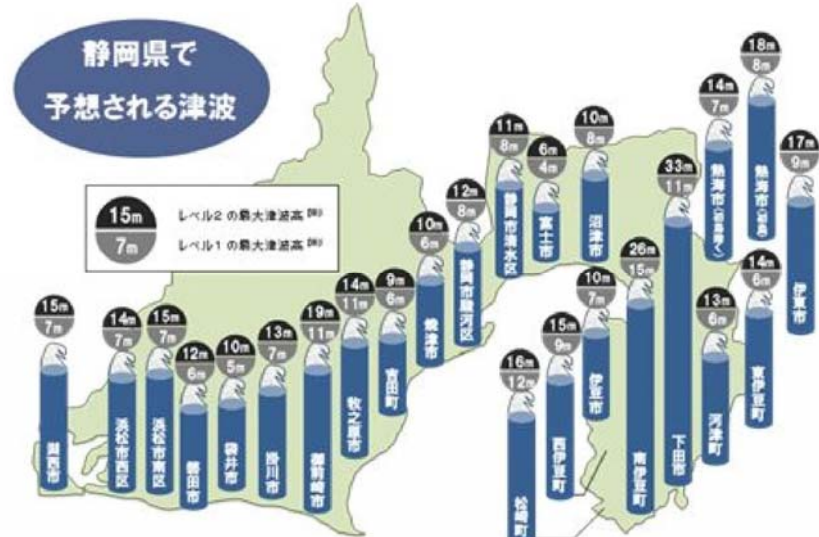 静岡県で
予想される津波
15m
7m
レベル2の最大津波高
レベル1の最大津波高
15m
7m
湖西市
14m
7m
浜松市西区
15m
7m
浜松市南区
12m
6m
磐田市
10m
5m
袋井市
13m
7m
掛川市
19m
11m
御前崎市
14m
11m
牧之原市
9m
6m
吉田町
10m
6m
焼津市
12m
8m
静岡市駿河区
11m
8m
静岡市清水区
6m
4m
富士市
10m
8m
沼津市
10m
7m
伊豆市
15m
9m
西伊豆町
16m
12m
松崎町
26m
15m
南伊豆町
33m
11m
下田市
13m
6m
河津町
14m
6m
東伊豆町
17m
9m
伊東市
14m
7m
熱海市(初島除く)
18m
8m
熱海市(初島)